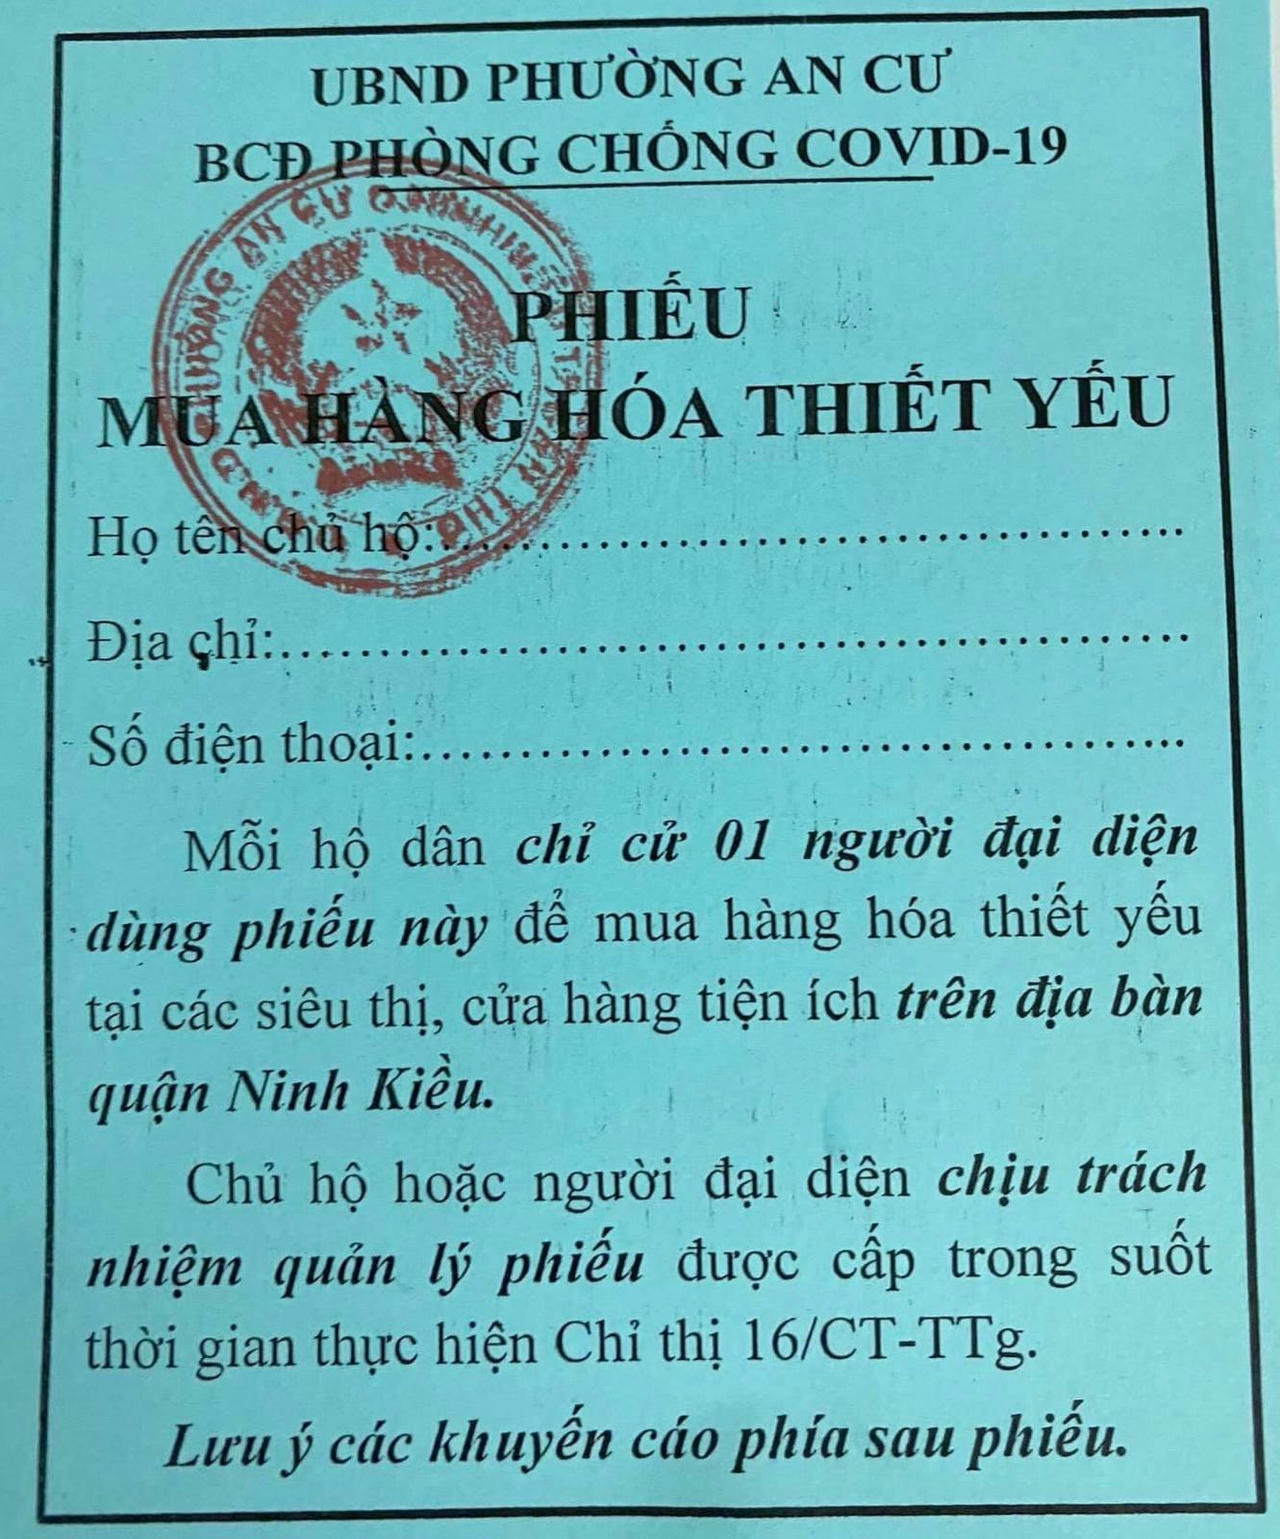 UBND PHƯỜNG AN CƯ
BCĐ PHÒNG CHỐNG COVID-19
PHIẾU
MUA HÀNG HÓA THIẾT YẾU
Họ tên chủ hộ:..............................................
Địa chỉ:..............................................
Số điện thoại:..............................................
Mỗi hộ dân chỉ cử 01 người đại diện
dùng phiếu này để mua hàng hóa thiết yếu
tại các siêu thị, cửa hàng tiện ích trên địa bàn
quận Ninh Kiều.
Chủ hộ hoặc người đại diện chịu trách
nhiệm quản lý phiếu được cấp trong suốt
thời gian thực hiện Chỉ thị 16/CT-TTg.
Lưu ý các khuyến cáo phía sau phiếu.